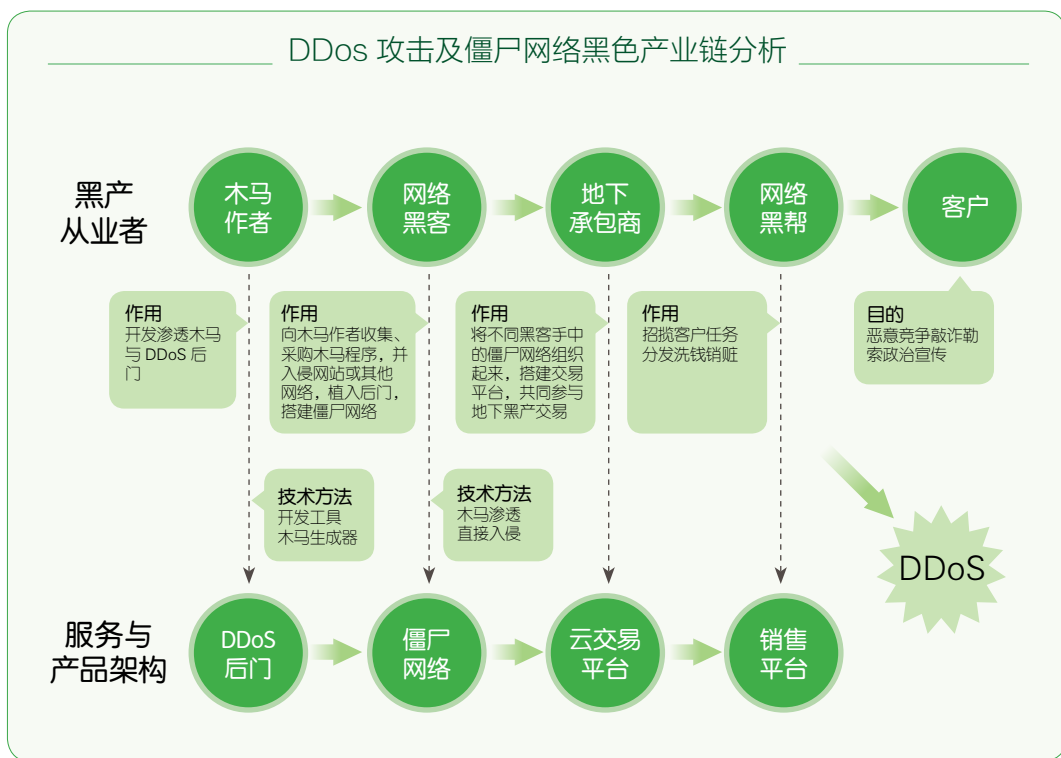 DDos 攻击及僵尸网络黑色产业链分析
黑产
从业者
木马
作者
网络
黑客
地下
承包商
网络
黑帮
客户
作用
开发渗透木马
与 DDoS 后
门
作用
向木马作者收集、
采购木马程序，并
入侵网站或其他
网络，植入后门，
搭建僵尸网络
作用
将不同黑客手中
的僵尸网络组织
起来，搭建交易
平台，共同参与
地下黑产交易
作用
招揽客户任务
分发洗钱销赃
目的
恶意竞争敲诈勒
索政治宣传
技术方法
开发工具
木马生成器
技术方法
木马渗透
直接入侵
DDoS
服务与
产品架构
DDoS
后门
僵尸
网络
云交易
平台
销售
平台